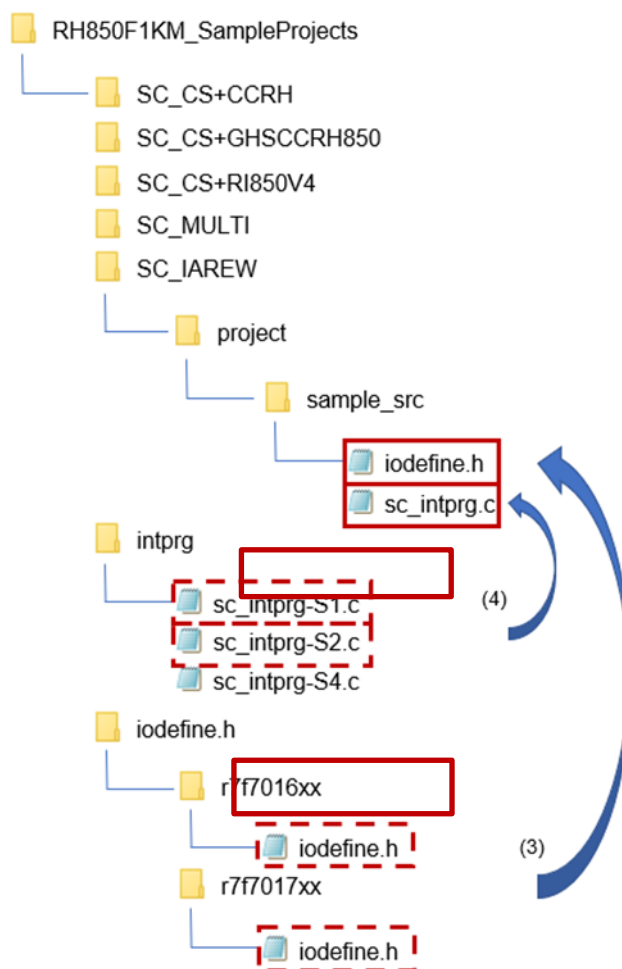 RH850F1KM_SampleProjects
SC_CS+CCRH
SC_CS+GHSCCRH850
SC_CS+RI850V4
SC_MULTI
SC_IAREW
project
sample_src
iodefine.h
sc_intprg.c
intprg
sc_intprg-S1.c
(4)
sc_intprg-S2.c
sc_intprg-S4.c
iodefine.h
r7f7016xx
iodefine.h
(3)
r7f7017xx
iodefine.h